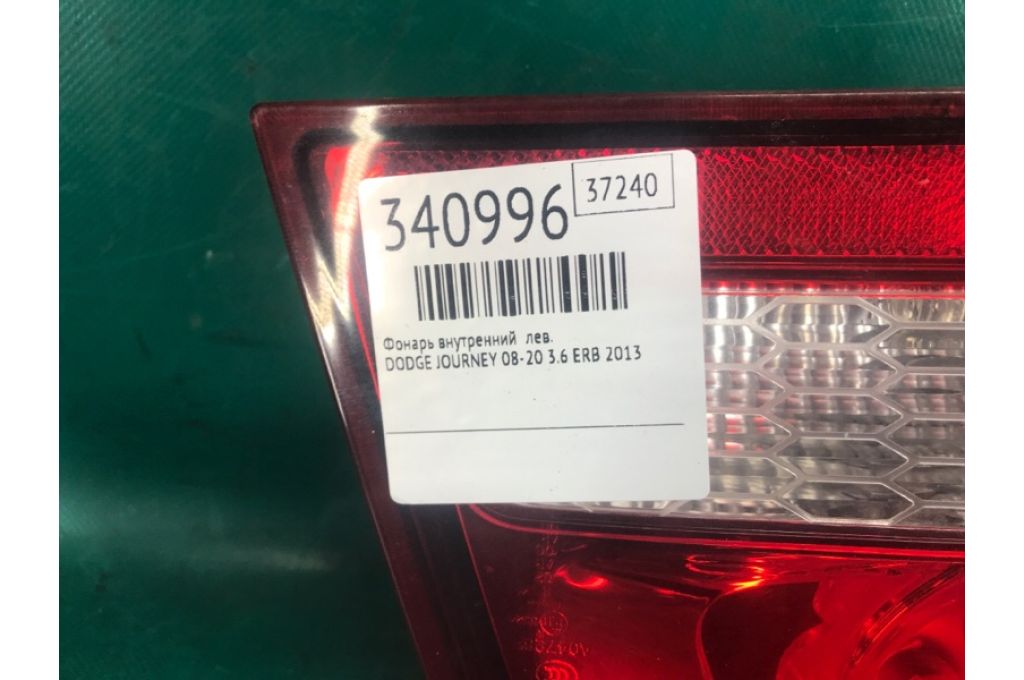 340996
37240
Фонарь внутренний лев.
DODGE JOURNEY 08-20 3.6 ERB 2013